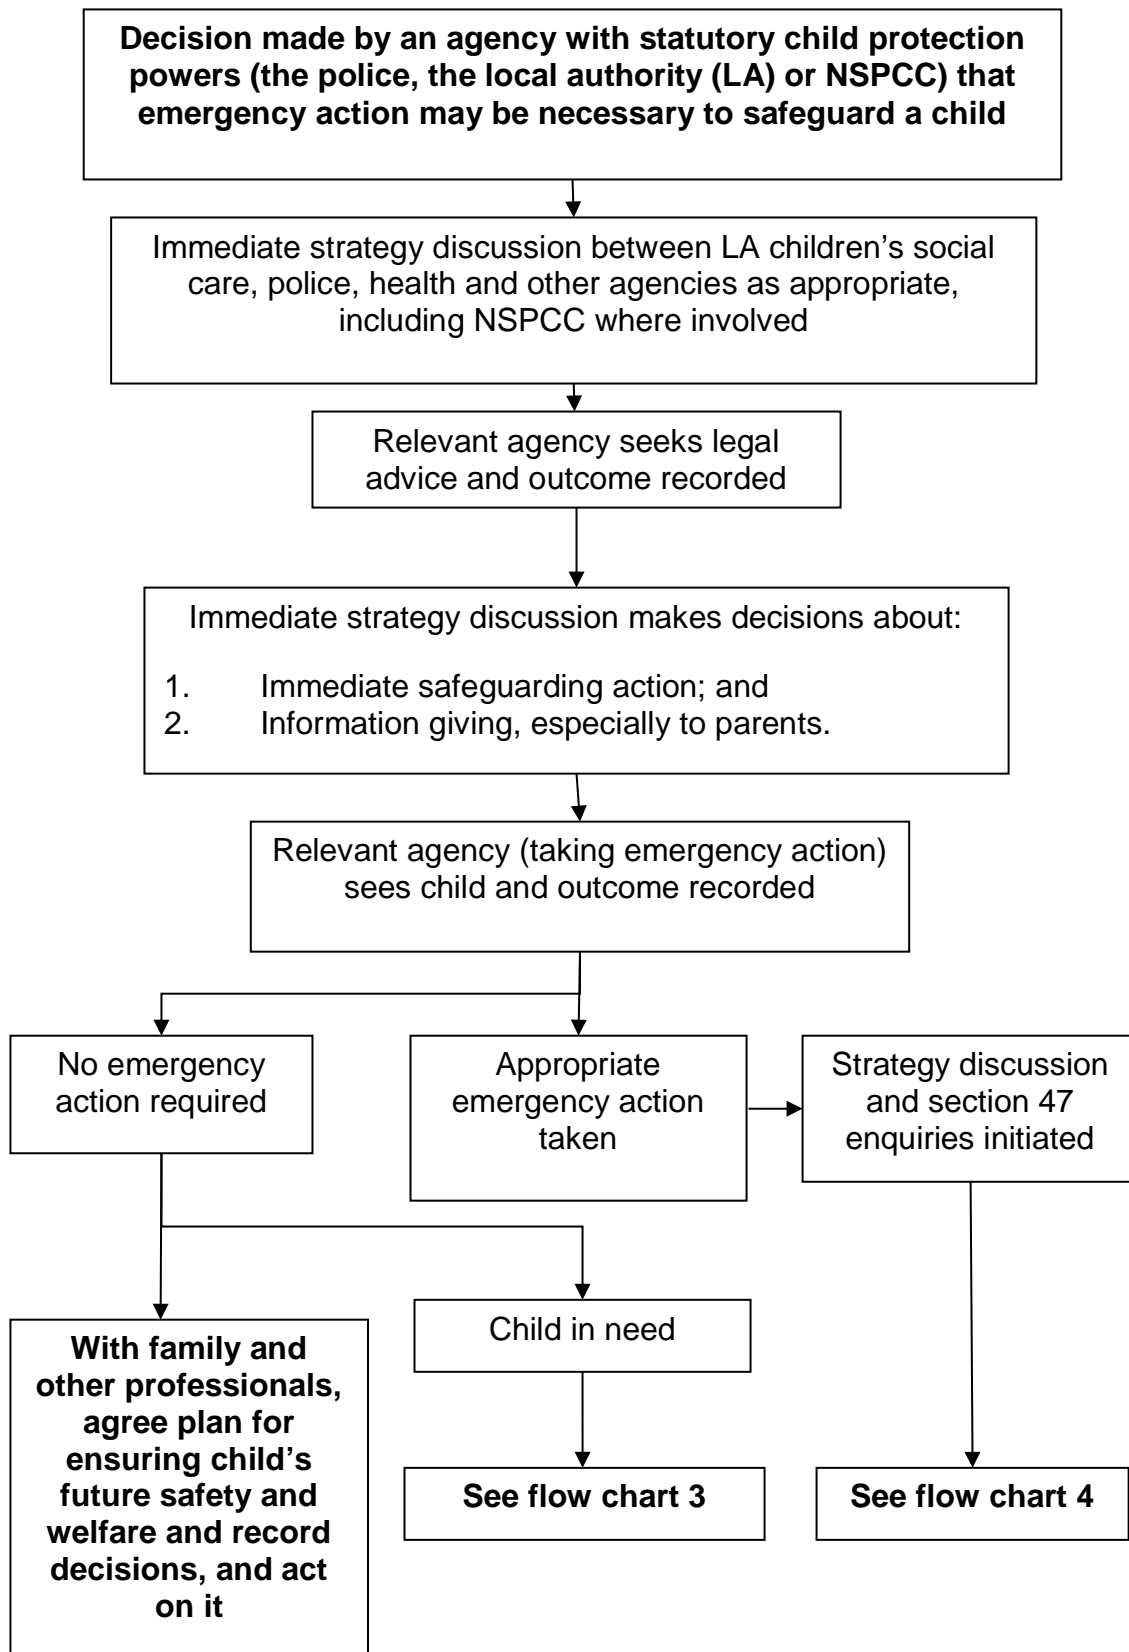 Decision made by an agency with statutory child protection
powers (the police, the local authority (LA) or NSPCC) that
emergency action may be necessary to safeguard a child
Immediate strategy discussion between LA children’s social
care, police, health and other agencies as appropriate,
including NSPCC where involved
Relevant agency seeks legal
advice and outcome recorded
Immediate strategy discussion makes decisions about:
1. Immediate safeguarding action; and
2. Information giving, especially to parents.
Relevant agency (taking emergency action)
sees child and outcome recorded
No emergency
action required
Appropriate
emergency action
taken
Strategy discussion
and section 47
enquiries initiated
With family and
other professionals,
agree plan for
ensuring child’s
future safety and
welfare and record
decisions, and act
on it
Child in need
See flow chart 3
See flow chart 4